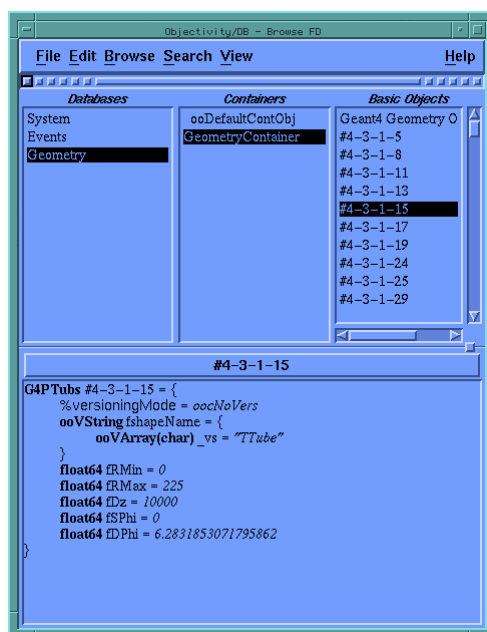 Objectivity/DB - Browse FD
File Edit Browse Search View Help
Databases
System
Events
Geometry
Containers
ooDefaultContObj
GeometryContainer
Basic Objects
Geant4 Geometry O
#4-3-1-5
#4-3-1-8
#4-3-1-11
#4-3-1-13
#4-3-1-15
#4-3-1-17
#4-3-1-19
#4-3-1-24
#4-3-1-25
#4-3-1-29
#4-3-1-15
G4PTubs #4-3-1-15 = {
%versioningMode = oocNoVers
ooVString fshapeName = {
ooVArray(char) _vs = "TTube"
}
float64 fRMin = 0
float64 fRMax = 225
float64 fDz = 10000
float64 fSPhi = 0
float64 fDPhi = 6.2831853071795862
}